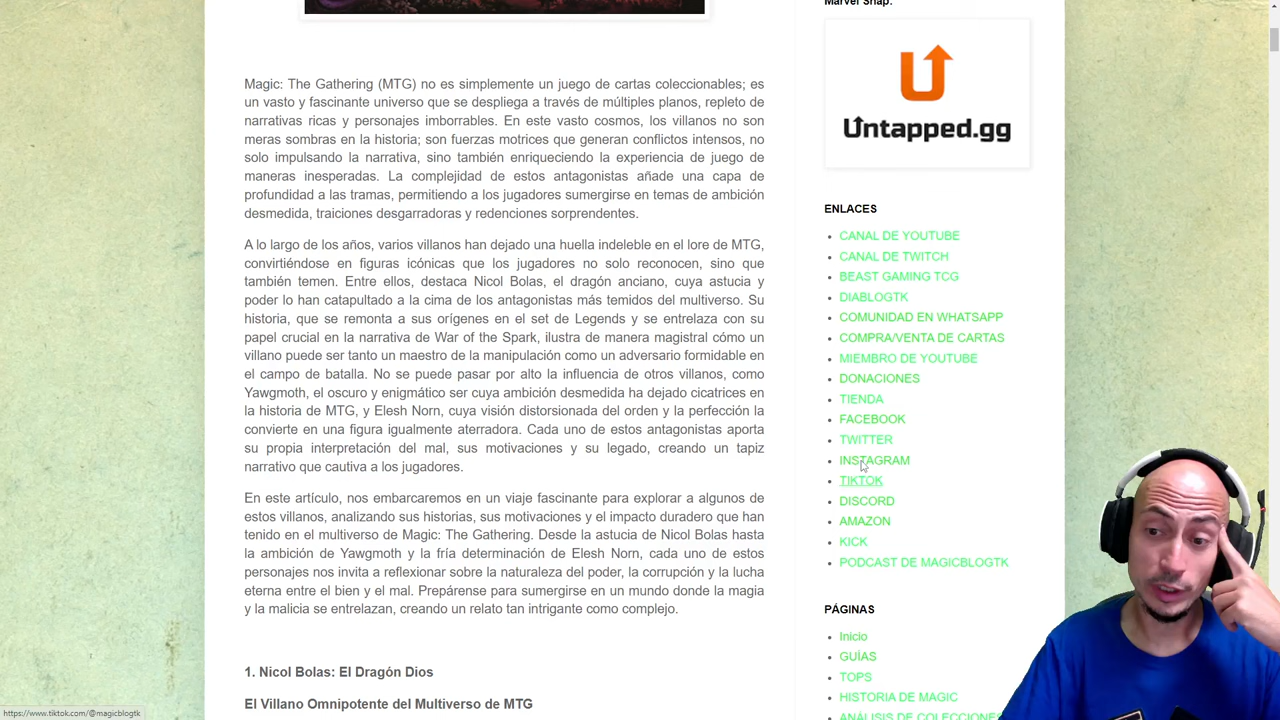 Marvel Snap:
Untapped.gg
Magic: The Gathering (MTG) no es simplemente un juego de cartas coleccionables; es
un vasto y fascinante universo que se despliega a través de múltiples planos, repleto de
narrativas ricas y personajes imborrables. En este vasto cosmos, los villanos no son
meras sombras en la historia; son fuerzas motrices que generan conflictos intensos, no
solo impulsando la narrativa, sino también enriqueciendo la experiencia de juego de
maneras inesperadas. La complejidad de estos antagonistas añade una capa de
profundidad a las tramas, permitiendo a los jugadores sumergirse en temas de ambición
desmedida, traiciones desgarradoras y redenciones sorprendentes.
A lo largo de los años, varios villanos han dejado una huella indeleble en el lore de MTG,
convirtiéndose en figuras icónicas que los jugadores no solo reconocen, sino que
también temen. Entre ellos, destaca Nicol Bolas, el dragón anciano, cuya astucia y
poder lo han catapultado a la cima de los antagonistas más temidos del multiverso. Su
historia, que se remonta a sus orígenes en el set de Legends y se entrelaza con su
papel crucial en la narrativa de War of the Spark, ilustra de manera magistral cómo un
villano puede ser tanto un maestro de la manipulación como un adversario formidable en
el campo de batalla. No se puede pasar por alto la influencia de otros villanos, como
Yawgmoth, el oscuro y enigmático ser cuya ambición desmedida ha dejado cicatrices en
la historia de MTG, y Elesh Norn, cuya visión distorsionada del orden y la perfección la
convierte en una figura igualmente aterradora. Cada uno de estos antagonistas aporta
su propia interpretación del mal, sus motivaciones y su legado, creando un tapiz
narrativo que cautiva a los jugadores.
En este artículo, nos embarcaremos en un viaje fascinante para explorar a algunos de
estos villanos, analizando sus historias, sus motivaciones y el impacto duradero que han
tenido en el multiverso de Magic: The Gathering. Desde la astucia de Nicol Bolas hasta
la ambición de Yawgmoth y la fría determinación de Elesh Norn, cada uno de estos
personajes nos invita a reflexionar sobre la naturaleza del poder, la corrupción y la lucha
eterna entre el bien y el mal. Prepárense para sumergirse en un mundo donde la magia
y la malicia se entrelazan, creando un relato tan intrigante como complejo.
1. Nicol Bolas: El Dragón Dios
El Villano Omnipotente del Multiverso de MTG
ENLACES
CANAL DE YOUTUBE
CANAL DE TWITCH
BEAST GAMING TCG
DIABLOGTK
COMUNIDAD EN WHATSAPP
COMPRA/VENTA DE CARTAS
MIEMBRO DE YOUTUBE
DONACIONES
TIENDA
FACEBOOK
TWITTER
INSTAGRAM
TIKTOK
DISCORD
AMAZON
KICK
PODCAST DE MAGICBLOGTK
PÁGINAS
Inicio
GUÍAS
TOPS
HISTORIA DE MAGIC
ANÁLISIS DE COLECCIONES
https://www.tiktok.com/@magicblogtk